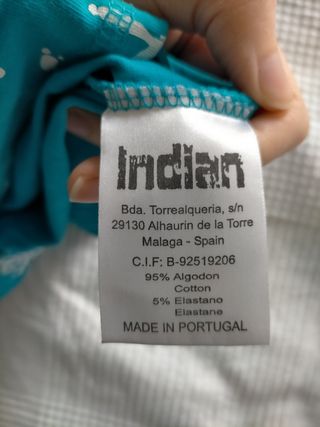 Indian
Bda. Torrealqueria, s/n
29130 Alhaurin de la Torre
Malaga - Spain
C.I.F: B-92519206
95% Algodon
Cotton
5% Elastano
Elastane
MADE IN PORTUGAL